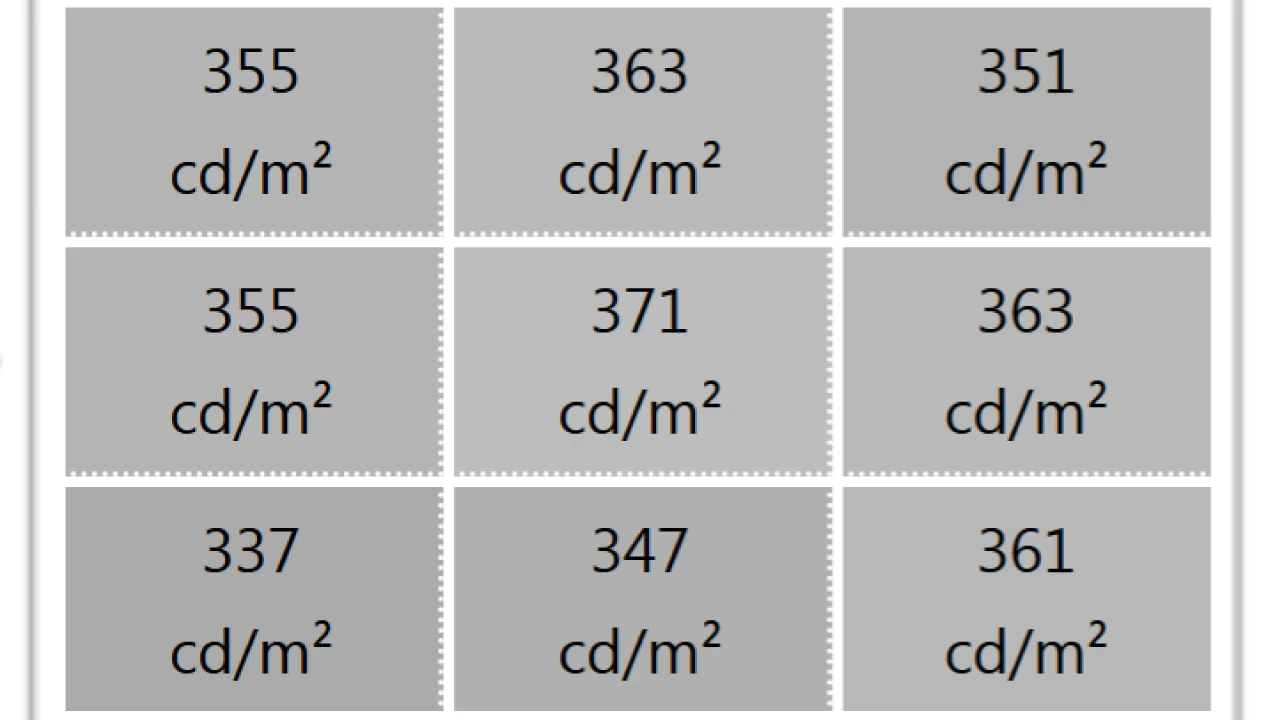 355 363 351
cd/m² cd/m² cd/m²
355 371 363
cd/m² cd/m² cd/m²
337 347 361
cd/m² cd/m² cd/m²